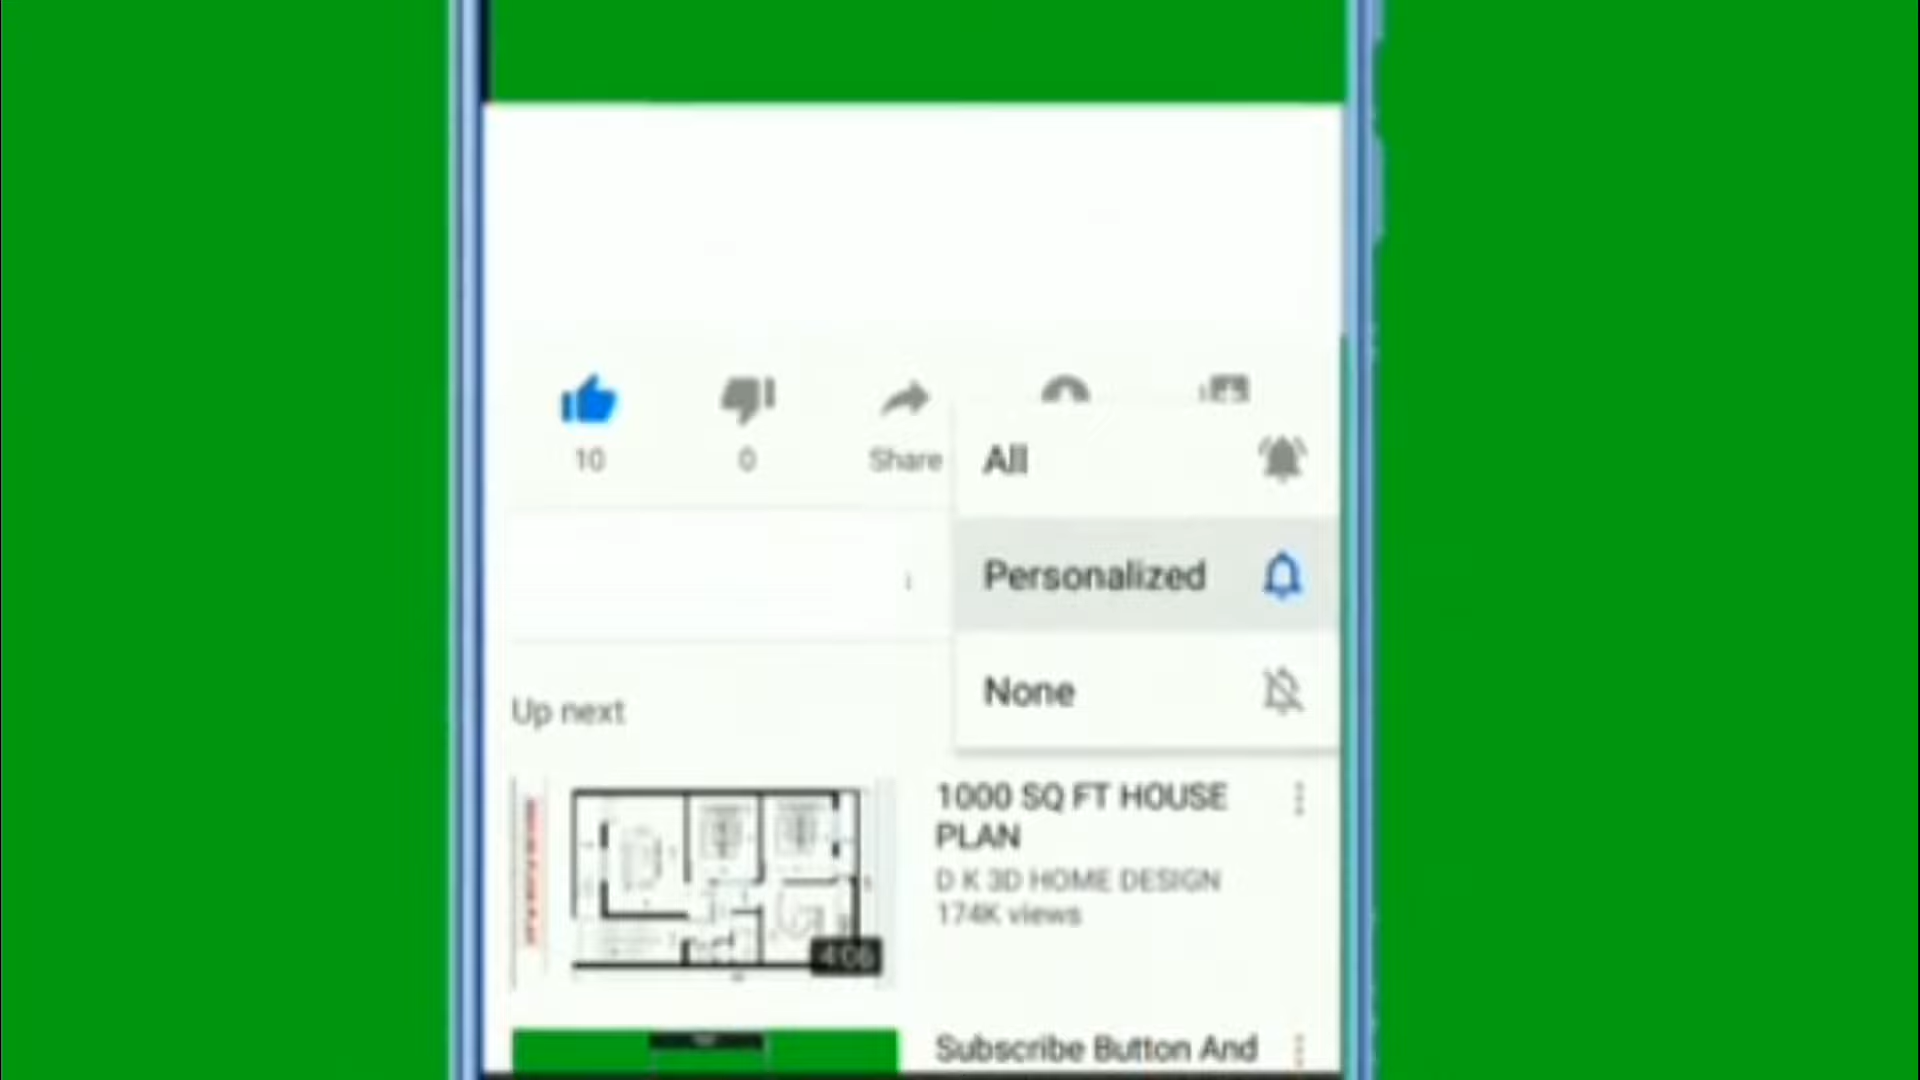 10
0
Share
All
Personalized
None
Up next
1000 SQ FT HOUSE
PLAN
D K 3D HOME DESIGN
174K views
4:06
Subscribe Button And